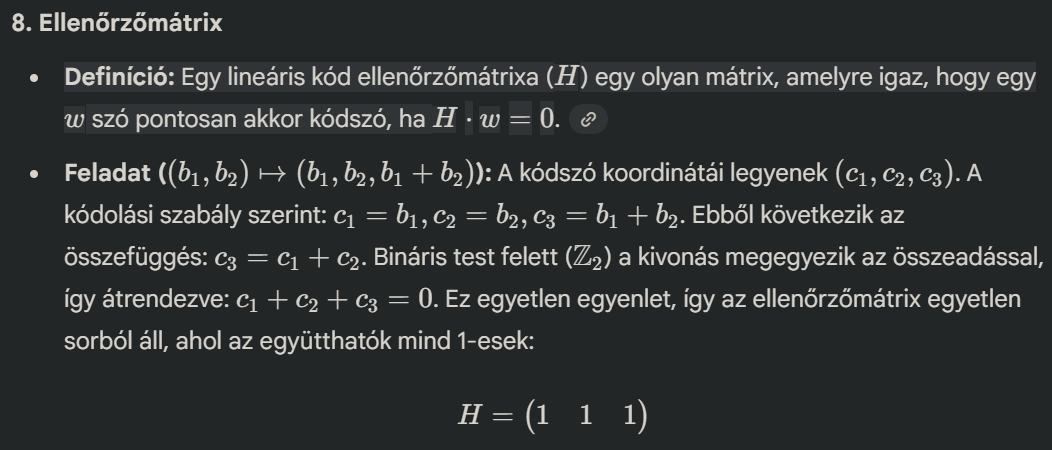 8. Ellenőrzőmátrix
• Definíció: Egy lineáris kód ellenőrzőmátrixa (H) egy olyan mátrix, amelyre igaz, hogy egy
w szó pontosan akkor kódszó, ha H · w = 0.
• Feladat ((b₁, b₂) ↦ (b₁, b₂, b₁ + b₂)): A kódszó koordinátái legyenek (c₁, c₂, c₃). A
kódolási szabály szerint: c₁ = b₁, c₂ = b₂, c₃ = b₁ + b₂. Ebből következik az
összefüggés: c₃ = c₁ + c₂. Bináris test felett (ℤ₂) a kivonás megegyezik az összeadással,
így átrendezve: c₁ + c₂ + c₃ = 0. Ez egyetlen egyenlet, így az ellenőrzőmátrix egyetlen
sorból áll, ahol az együtthatók mind 1-esek:
H = (1 1 1)